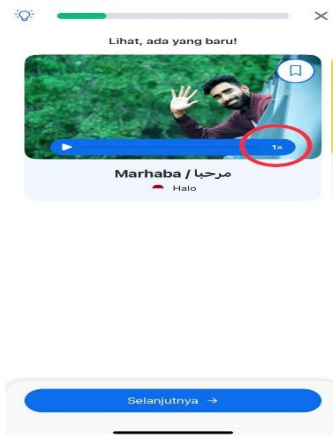 Lihat, ada yang baru!
1x
Marhaba / مرحبا
Halo
Selanjutnya →